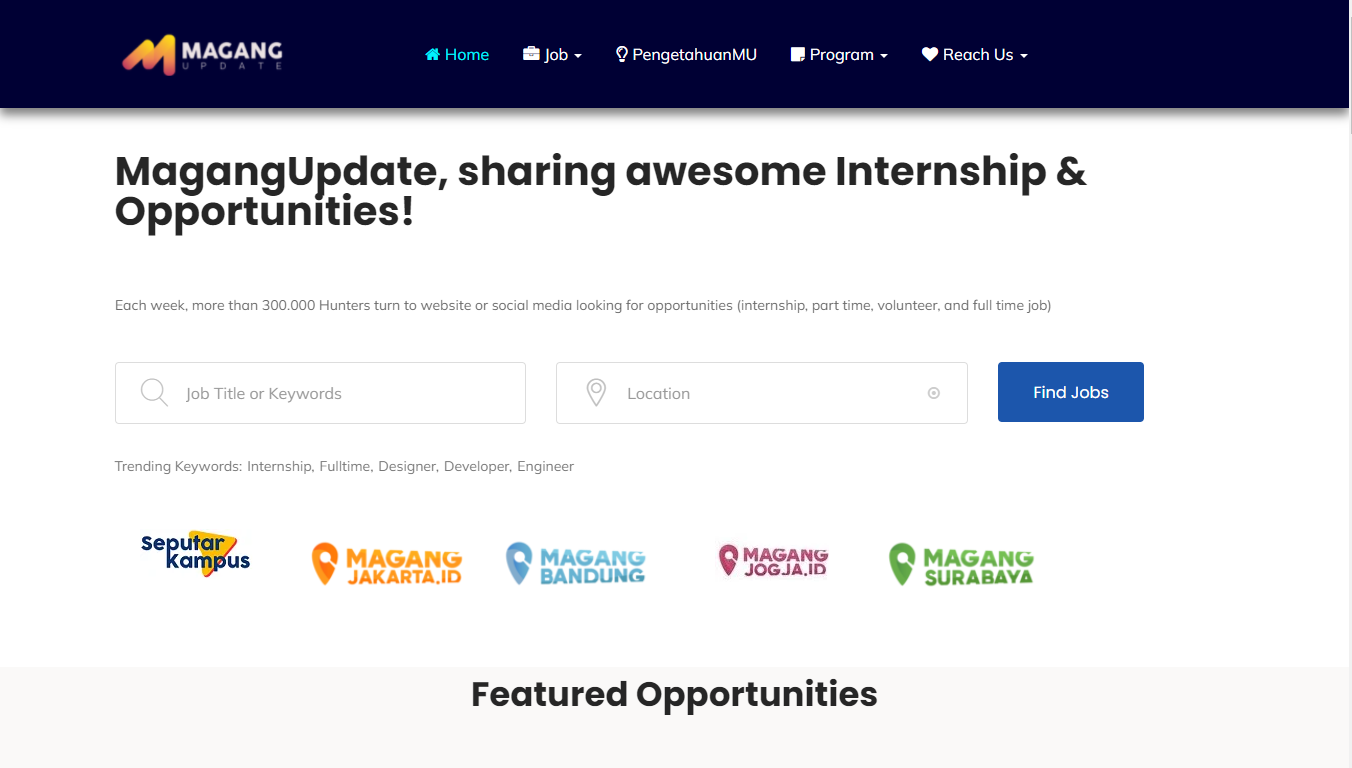 MAGANG
UPDATE
Home Job PengetahuanMU Program Reach Us
MagangUpdate, sharing awesome Internship &
Opportunities!
Each week, more than 300.000 Hunters turn to website or social media looking for opportunities (internship, part time, volunteer, and full time job)
Job Title or Keywords Location Find Jobs
Trending Keywords: Internship, Fulltime, Designer, Developer, Engineer
Seputar
Kampus
MAGANG
JAKARTA.ID
MAGANG
BANDUNG
MAGANG
JOGJA.ID
MAGANG
SURABAYA
Featured Opportunities